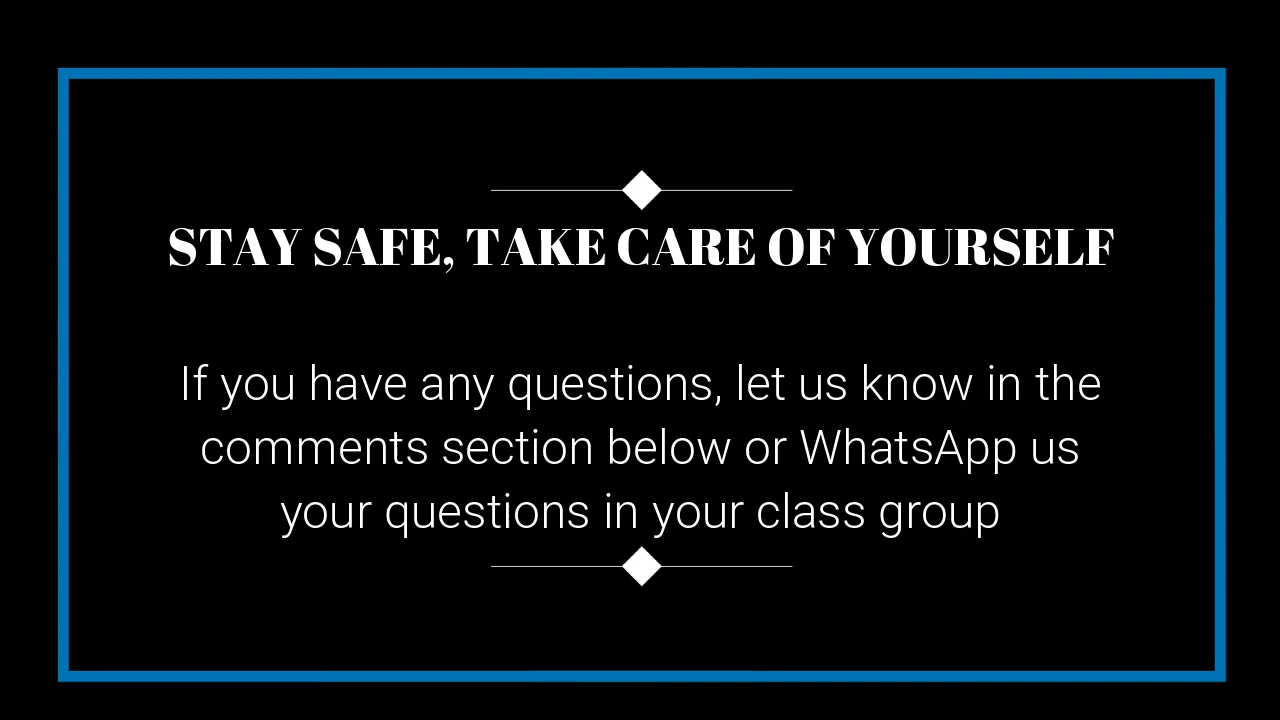 STAY SAFE, TAKE CARE OF YOURSELF
If you have any questions, let us know in the
comments section below or WhatsApp us
your questions in your class group